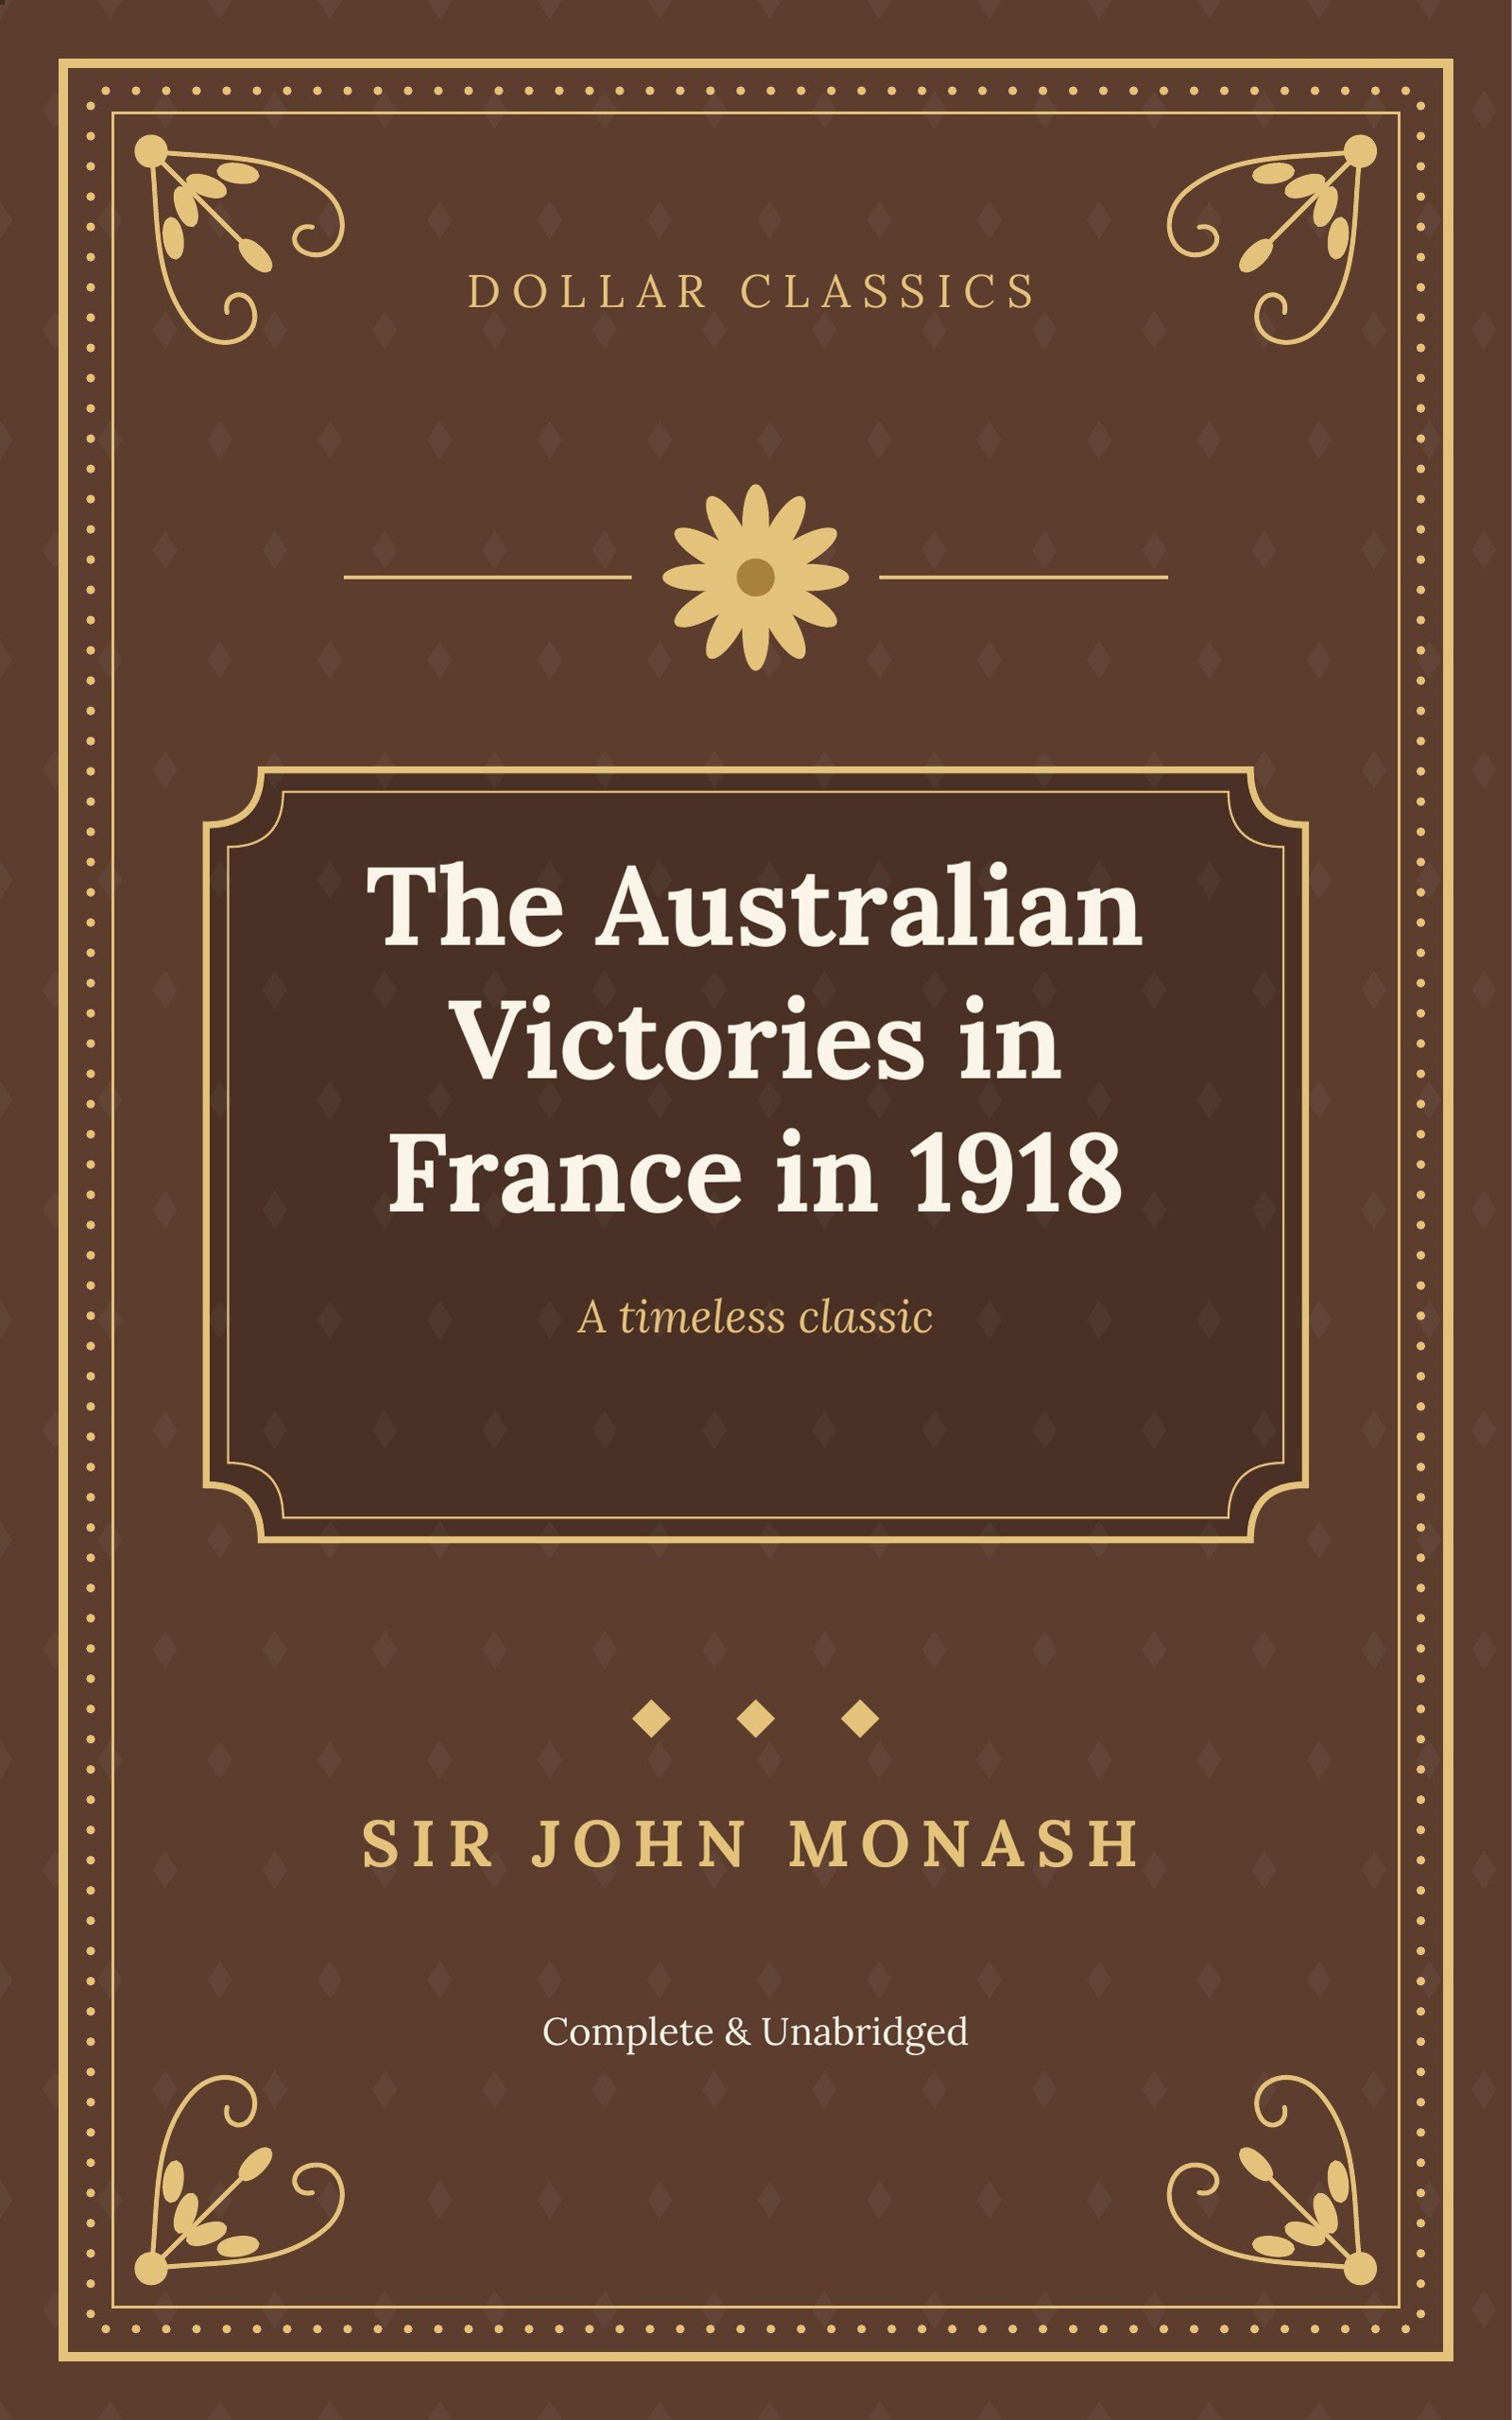 DOLLAR CLASSICS
The Australian
Victories in
France in 1918
A timeless classic
SIR JOHN MONASH
Complete & Unabridged